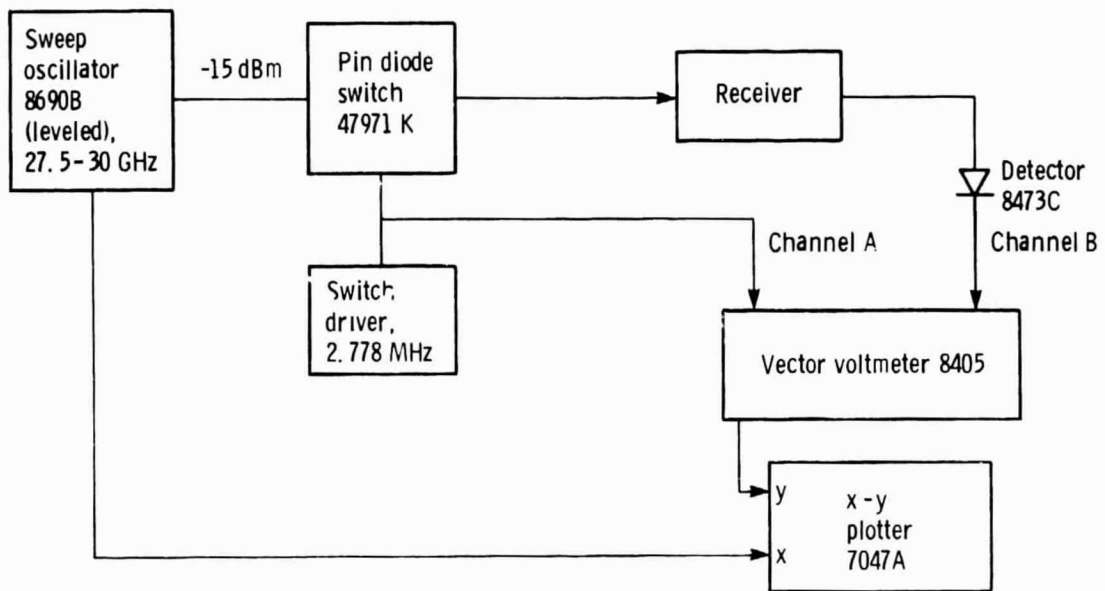 Sweep
oscillator
8690B
(leveled),
27.5-30 GHz
-15 dBm
Pin diode
switch
47971 K
Receiver
Detector
8473C
Channel A
Channel B
Switch
driver,
2.778 MHz
Vector voltmeter 8405
y
x
x-y
plotter
7047A